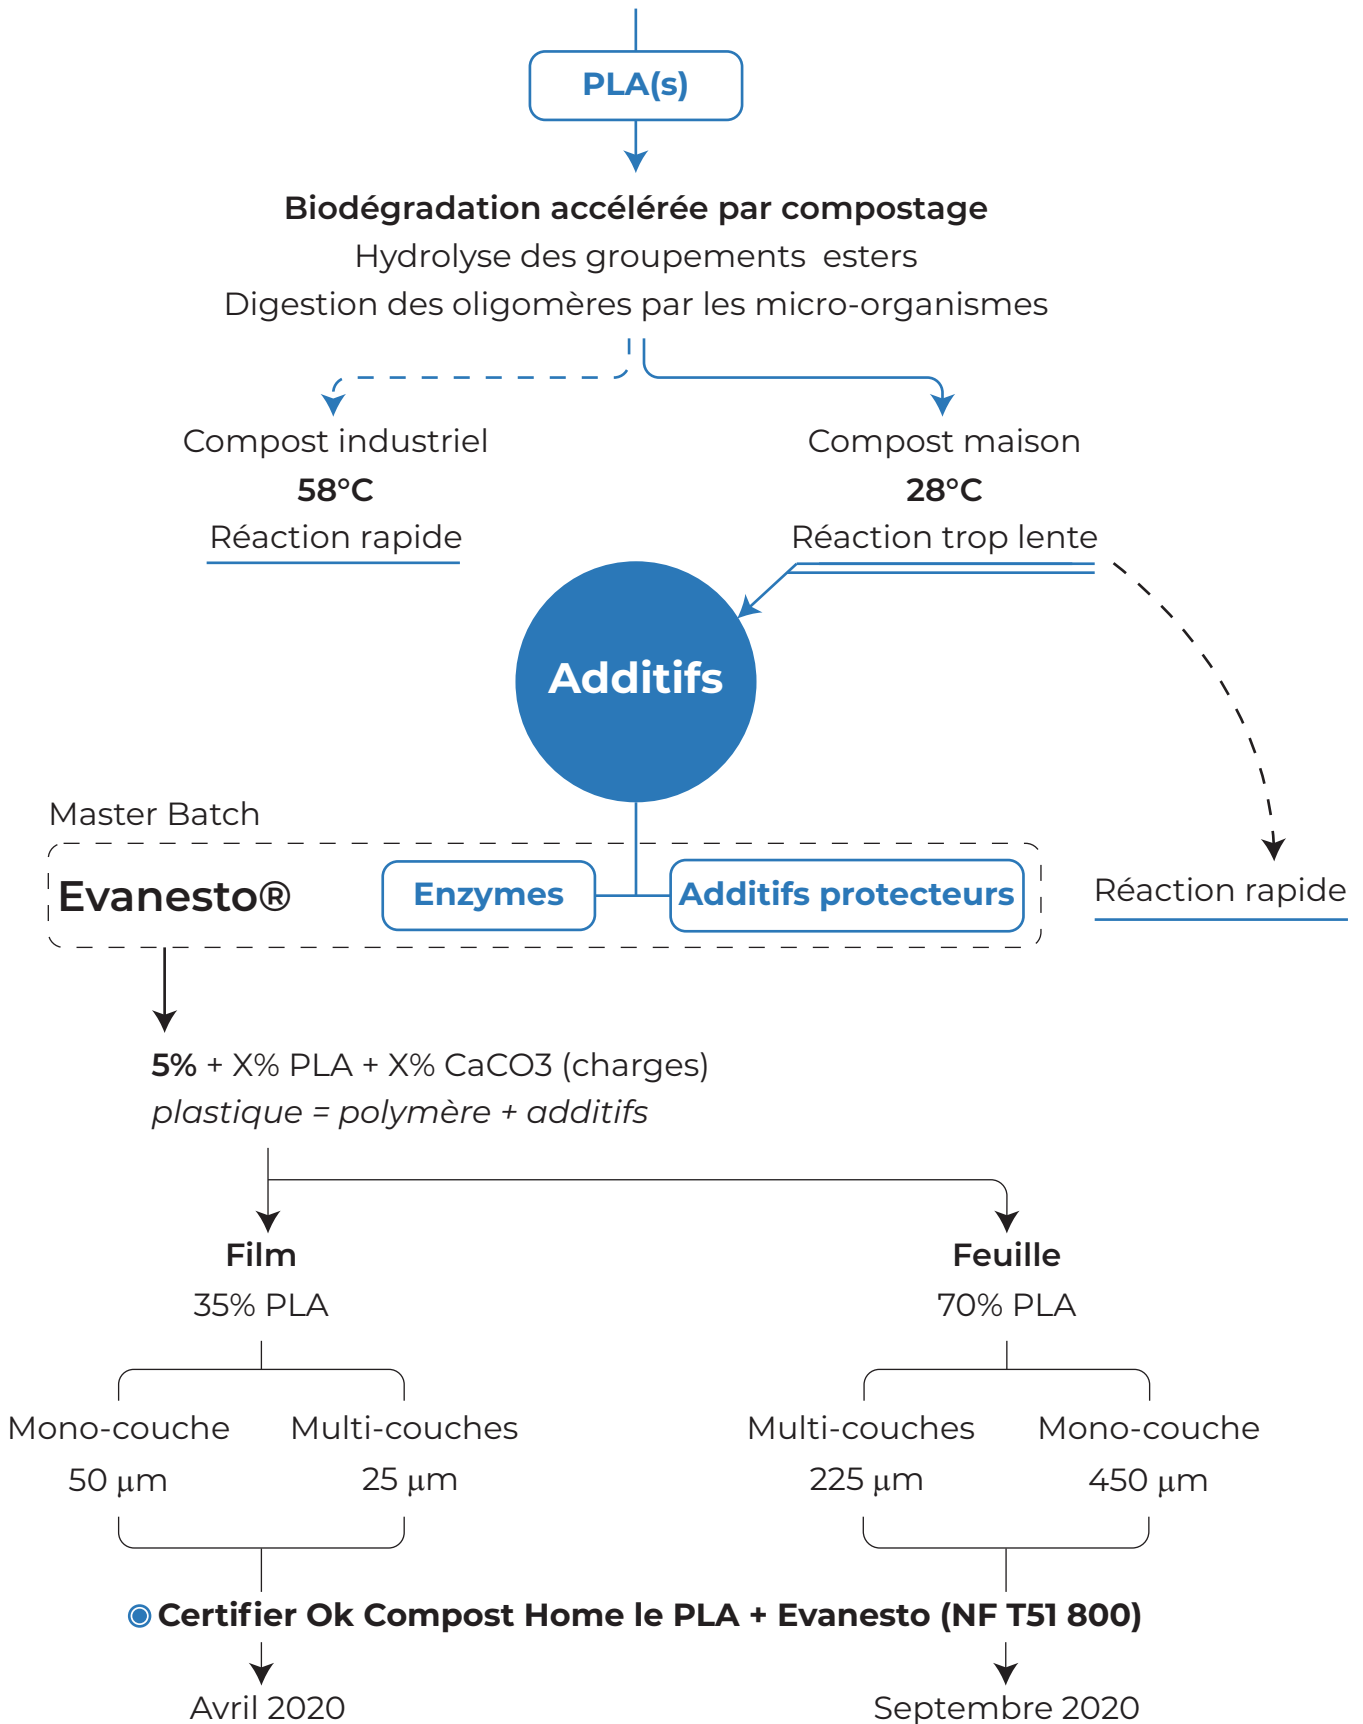 PLA(s)
Biodégradation accélérée par compostage
Hydrolyse des groupements esters
Digestion des oligomères par les micro-organismes
Compost industriel
58°C
Réaction rapide
Compost maison
28°C
Réaction trop lente
Additifs
Master Batch
Evanesto®
Enzymes
Additifs protecteurs
Réaction rapide
5% + X% PLA + X% CaCO3 (charges)
plastique = polymère + additifs
Film
35% PLA
Feuille
70% PLA
Mono-couche
50 μm
Multi-couches
25 μm
Multi-couches
225 μm
Mono-couche
450 μm
Certifier Ok Compost Home le PLA + Evanesto (NF T51 800)
Avril 2020
Septembre 2020